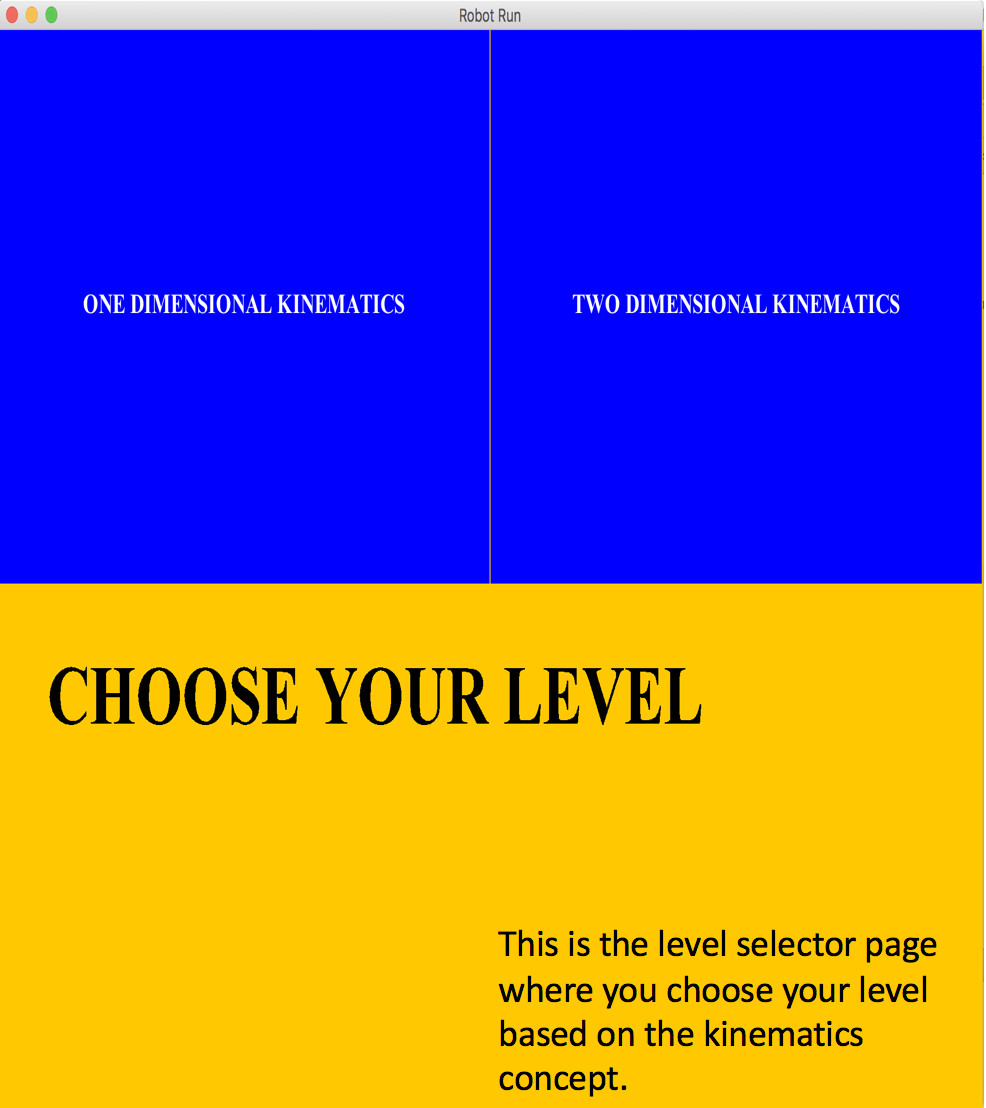 Robot Run
ONE DIMENSIONAL KINEMATICS
TWO DIMENSIONAL KINEMATICS
CHOOSE YOUR LEVEL
This is the level selector page
where you choose your level
based on the kinematics
concept.